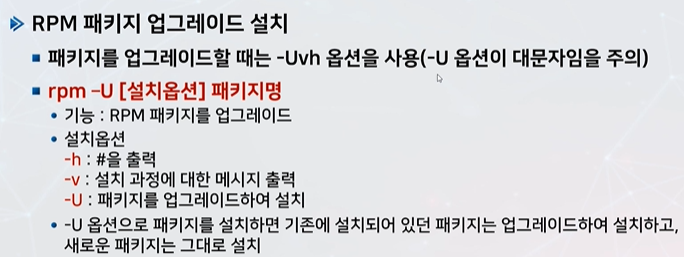 RPM 패키지 업그레이드 설치
패키지를 업그레이드할 때는 -Uvh 옵션을 사용(-U 옵션이 대문자임을 주의)
rpm –U [설치옵션] 패키지명
기능 : RPM 패키지를 업그레이드
설치옵션
-h : #을 출력
-v : 설치 과정에 대한 메시지 출력
-U : 패키지를 업그레이드하여 설치
-U 옵션으로 패키지를 설치하면 기존에 설치되어 있던 패키지는 업그레이드하여 설치하고,
새로운 패키지는 그대로 설치